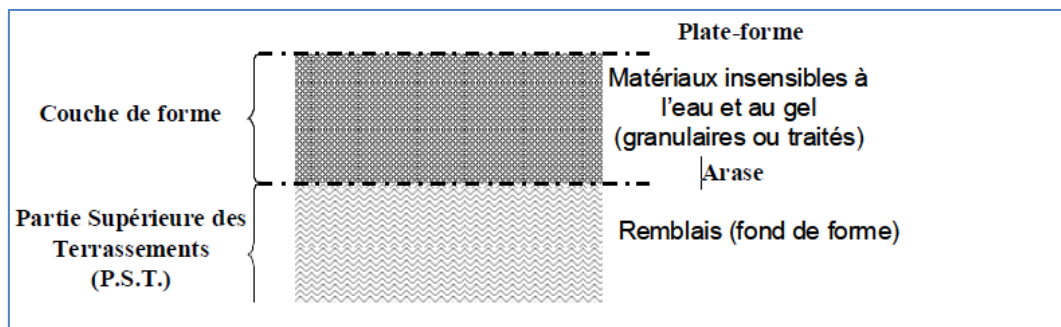 Plate-forme
Couche de forme
Matériaux insensibles à
l'eau et au gel
(granulaires ou traités)
Arase
Partie Supérieure des
Terrassements
(P.S.T.)
Remblais (fond de forme)